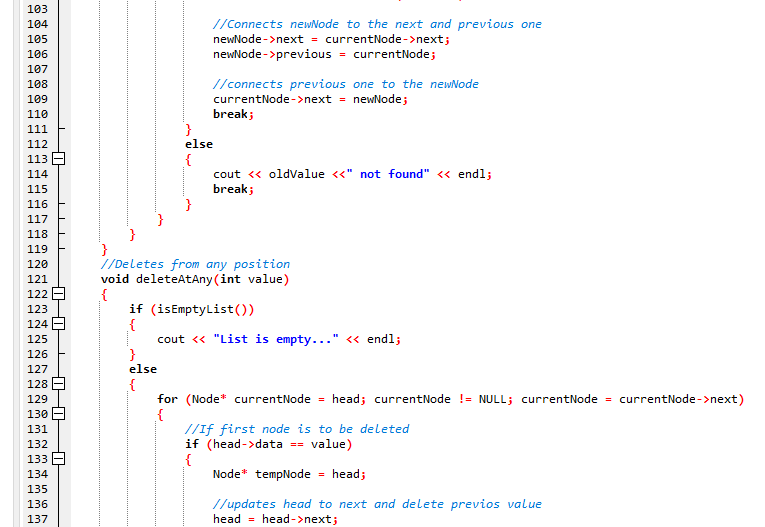 103
104 //Connects newNode to the next and previous one
105 newNode->next = currentNode->next;
106 newNode->previous = currentNode;
107
108 //connects previous one to the newNode
109 currentNode->next = newNode;
110 break;
111 }
112 else
113 {
114 cout << oldValue <<" not found" << endl;
115 break;
116 }
117 }
118 }
119 }
120 //Deletes from any position
121 void deleteAtAny(int value)
122 {
123 if (isEmptyList())
124 {
125 cout << "List is empty..." << endl;
126 }
127 else
128 {
129 for (Node* currentNode = head; currentNode != NULL; currentNode = currentNode->next)
130 {
131 //If first node is to be deleted
132 if (head->data == value)
133 {
134 Node* tempNode = head;
135
136 //updates head to next and delete previos value
137 head = head->next;